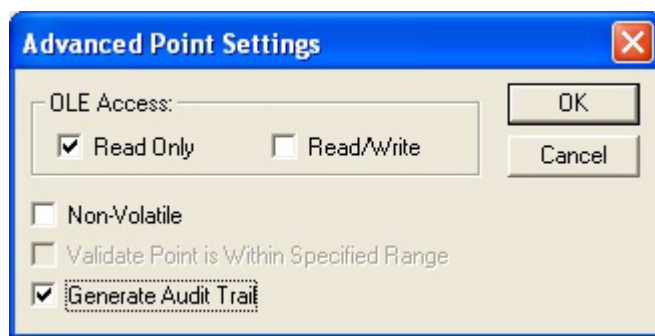 Advanced Point Settings
OLE Access:
OK
Read Only Read/Write
Cancel
Non-Volatile
Validate Point is Within Specified Range
Generate Audit Trail